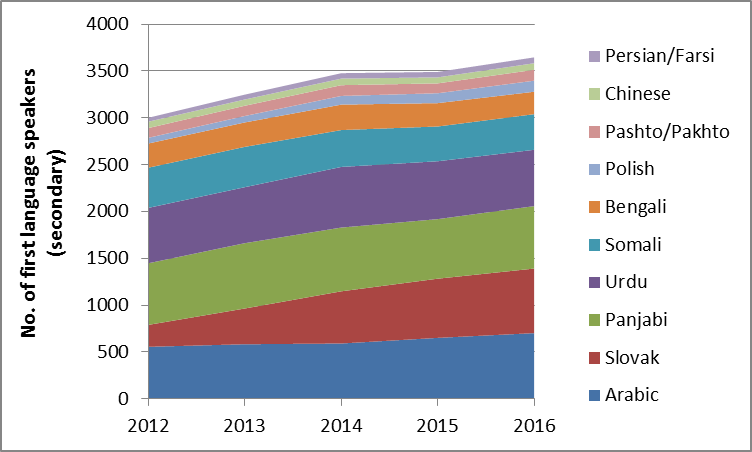 No. of first language speakers
(secondary)
4000
3500
3000
2500
2000
1500
1000
500
0
2012 2013 2014 2015 2016
Persian/Farsi
Chinese
Pashto/Pakhto
Polish
Bengali
Somali
Urdu
Panjabi
Slovak
Arabic